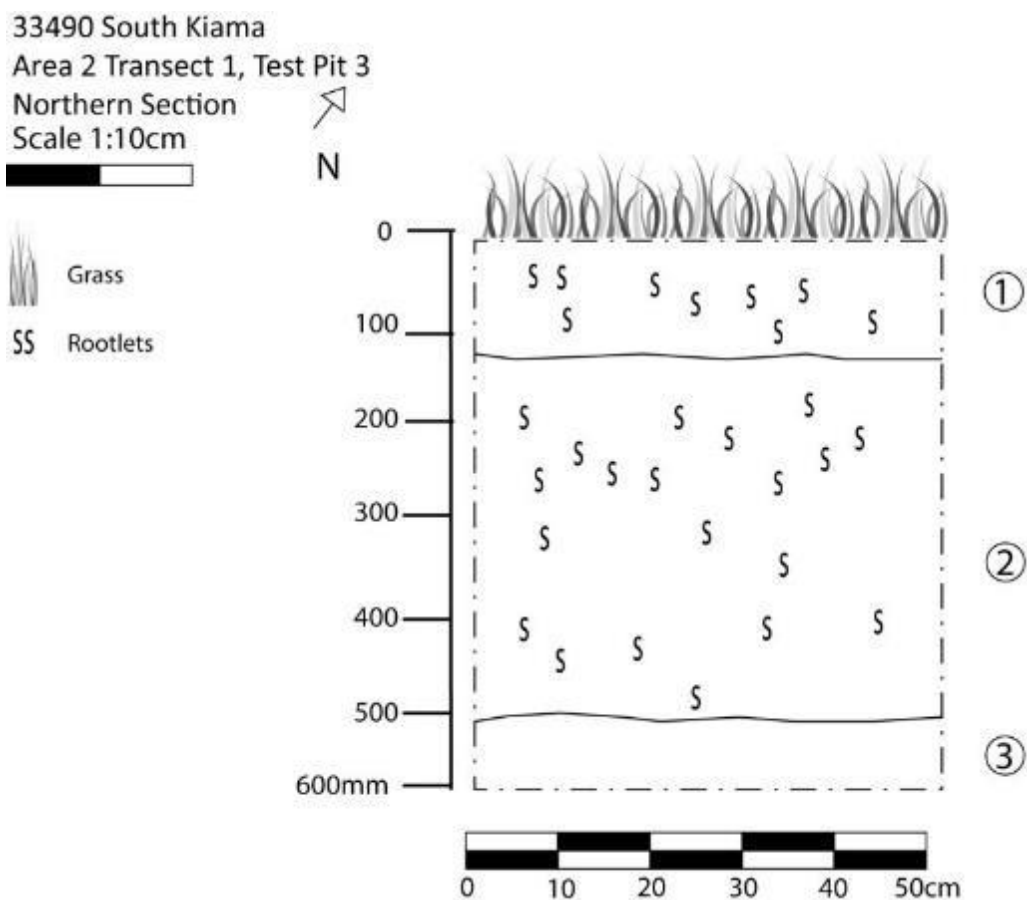 33490 South Kiama
Area 2 Transect 1, Test Pit 3
Northern Section
Scale 1:10cm
N
Grass
SS Rootlets
0
100
200
300
400
500
600mm
1
2
3
0 10 20 30 40 50cm